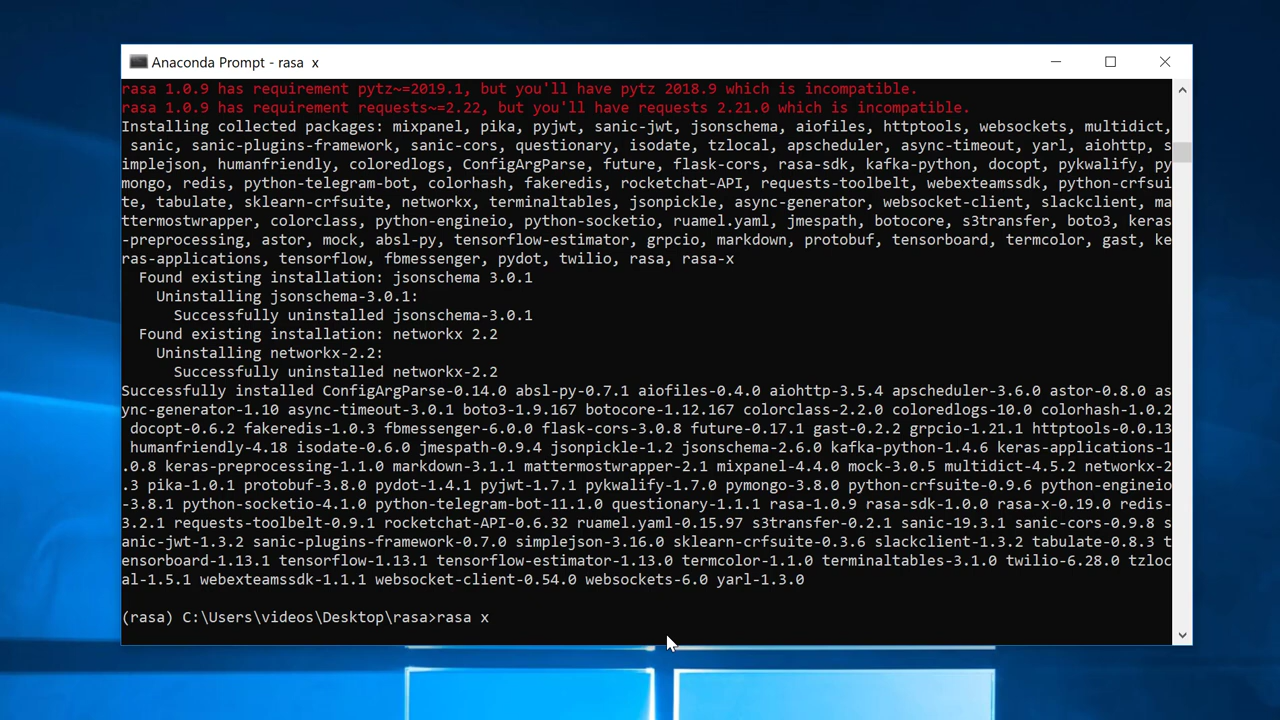 Anaconda Prompt - rasa  x
rasa 1.0.9 has requirement pytz~=2019.1, but you'll have pytz 2018.9 which is incompatible.
rasa 1.0.9 has requirement requests~=2.22, but you'll have requests 2.21.0 which is incompatible.
Installing collected packages: mixpanel, pika, pyjwt, sanic-jwt, jsonschema, aiofiles, httptools, websockets, multidict,
 sanic, sanic-plugins-framework, sanic-cors, questionary, isodate, tzlocal, apscheduler, async-timeout, yarl, aiohttp, s
implejson, humanfriendly, coloredlogs, ConfigArgParse, future, flask-cors, rasa-sdk, kafka-python, docopt, pykwalify, py
mongo, redis, python-telegram-bot, colorhash, fakeredis, rocketchat-API, requests-toolbelt, webexteamssdk, python-crfsui
te, tabulate, sklearn-crfsuite, networkx, terminaltables, jsonpickle, async-generator, websocket-client, slackclient, ma
ttermostwrapper, colorclass, python-engineio, python-socketio, ruamel.yaml, jmespath, botocore, s3transfer, boto3, keras
-preprocessing, astor, mock, absl-py, tensorflow-estimator, grpcio, markdown, protobuf, tensorboard, termcolor, gast, ke
ras-applications, tensorflow, fbmessenger, pydot, twilio, rasa, rasa-x
  Found existing installation: jsonschema 3.0.1
    Uninstalling jsonschema-3.0.1:
      Successfully uninstalled jsonschema-3.0.1
  Found existing installation: networkx 2.2
    Uninstalling networkx-2.2:
      Successfully uninstalled networkx-2.2
Successfully installed ConfigArgParse-0.14.0 absl-py-0.7.1 aiofiles-0.4.0 aiohttp-3.5.4 apscheduler-3.6.0 astor-0.8.0 as
ync-generator-1.10 async-timeout-3.0.1 boto3-1.9.167 botocore-1.12.167 colorclass-2.2.0 coloredlogs-10.0 colorhash-1.0.2
 docopt-0.6.2 fakeredis-1.0.3 fbmessenger-6.0.0 flask-cors-3.0.8 future-0.17.1 gast-0.2.2 grpcio-1.21.1 httptools-0.0.13
 humanfriendly-4.18 isodate-0.6.0 jmespath-0.9.4 jsonpickle-1.2 jsonschema-2.6.0 kafka-python-1.4.6 keras-applications-1
.0.8 keras-preprocessing-1.1.0 markdown-3.1.1 mattermostwrapper-2.1 mixpanel-4.4.0 mock-3.0.5 multidict-4.5.2 networkx-2
.3 pika-1.0.1 protobuf-3.8.0 pydot-1.4.1 pyjwt-1.7.1 pykwalify-1.7.0 pymongo-3.8.0 python-crfsuite-0.9.6 python-engineio
-3.8.1 python-socketio-4.1.0 python-telegram-bot-11.1.0 questionary-1.1.1 rasa-1.0.9 rasa-sdk-1.0.0 rasa-x-0.19.0 redis-
3.2.1 requests-toolbelt-0.9.1 rocketchat-API-0.6.32 ruamel.yaml-0.15.97 s3transfer-0.2.1 sanic-19.3.1 sanic-cors-0.9.8 s
anic-jwt-1.3.2 sanic-plugins-framework-0.7.0 simplejson-3.16.0 sklearn-crfsuite-0.3.6 slackclient-1.3.2 tabulate-0.8.3 t
ensorboard-1.13.1 tensorflow-1.13.1 tensorflow-estimator-1.13.0 termcolor-1.1.0 terminaltables-3.1.0 twilio-6.28.0 tzloc
al-1.5.1 webexteamssdk-1.1.1 websocket-client-0.54.0 websockets-6.0 yarl-1.3.0
(rasa) C:\Users\videos\Desktop\rasa>rasa x